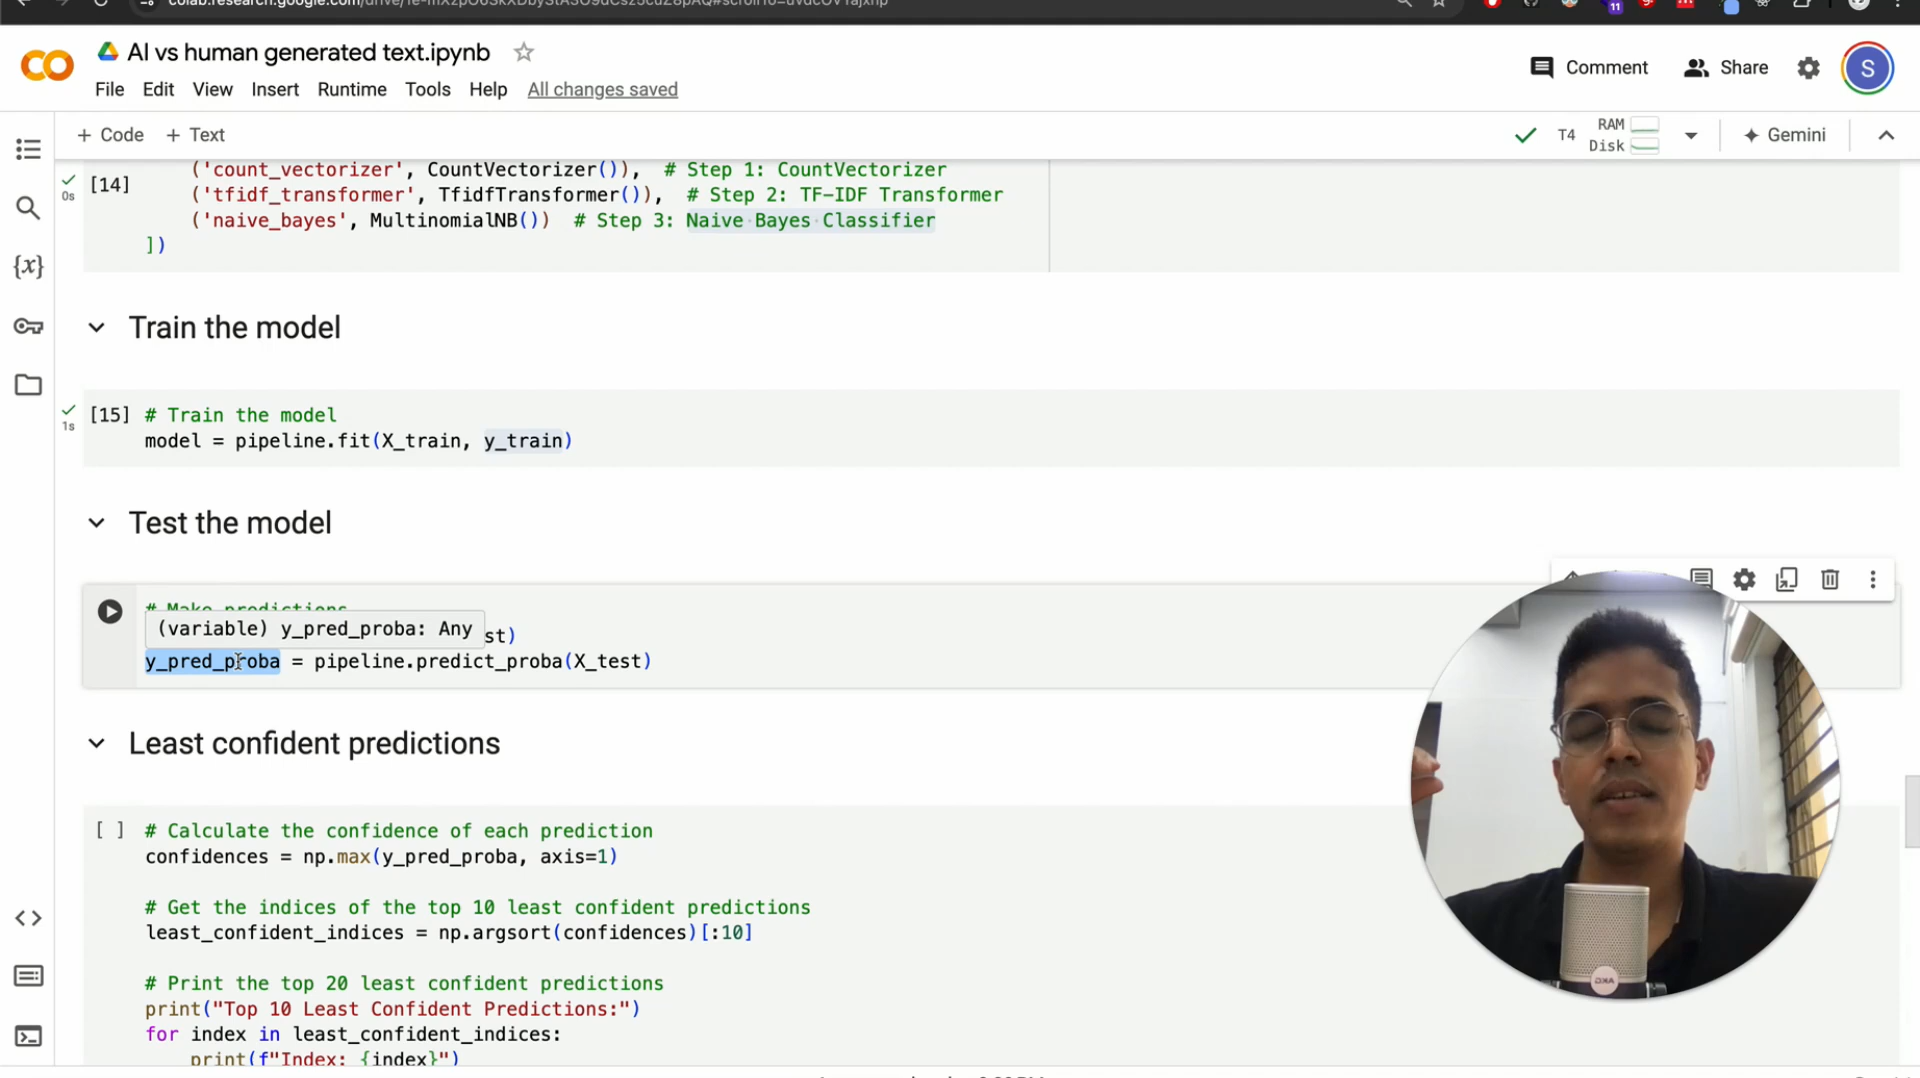 AI vs human generated text.ipynb
Comment
Share
S
File Edit View Insert Runtime Tools Help All changes saved
+ Code + Text
T4
RAM
Disk
Gemini
11
[14]
0s
('count_vectorizer', CountVectorizer()), # Step 1: CountVectorizer
('tfidf_transformer', TfidfTransformer()), # Step 2: TF-IDF Transformer
('naive_bayes', MultinomialNB()) # Step 3: Naive Bayes Classifier
])
Train the model
[15]
1s
# Train the model
model = pipeline.fit(X_train, y_train)
Test the model
# Make predictions
(variable) y_pred_proba: Any
st)
y_pred_proba = pipeline.predict_proba(X_test)
Least confident predictions
[ ]
# Calculate the confidence of each prediction
confidences = np.max(y_pred_proba, axis=1)
# Get the indices of the top 10 least confident predictions
least_confident_indices = np.argsort(confidences)[:10]
# Print the top 20 least confident predictions
print("Top 10 Least Confident Predictions:")
for index in least_confident_indices:
print(f"Index: {index}")